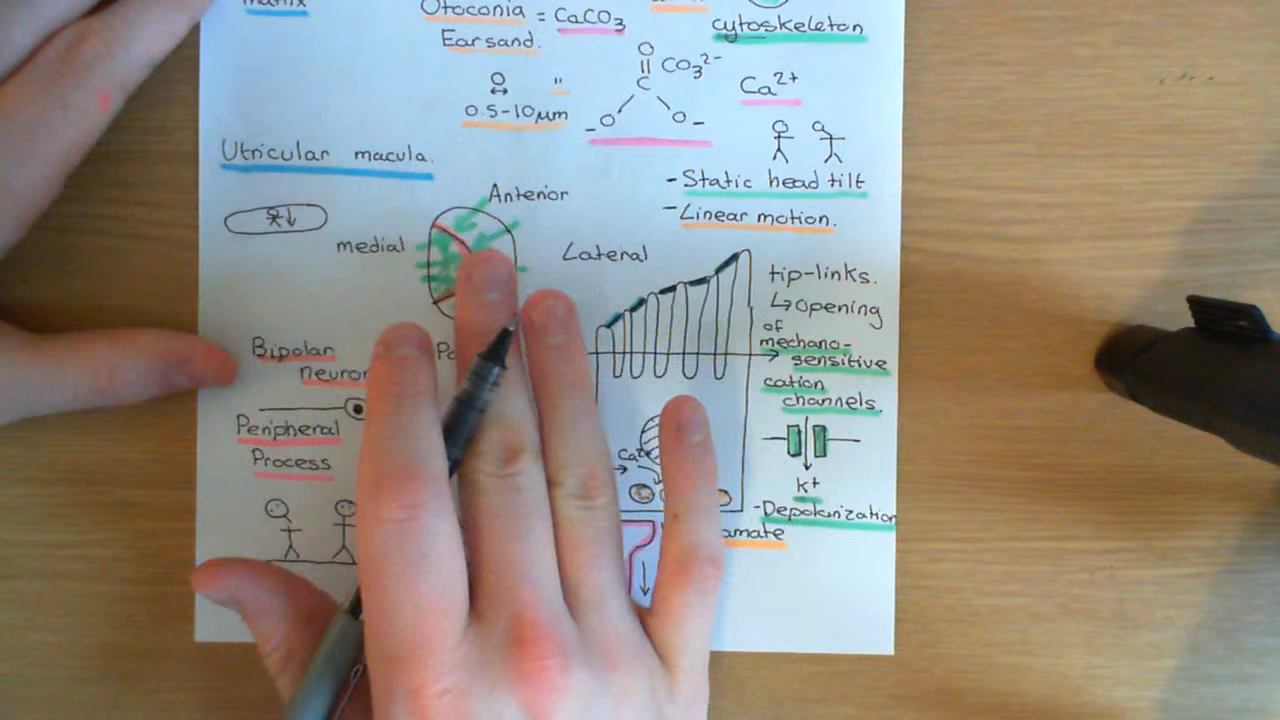 Otoconia = CaCO3
Ear sand.
cytoskeleton
O
||
C
-O O-
CO3 2-
Ca2+
"
0.5-10μm
Utricular macula.
- Static head tilt
- Linear motion.
Anterior
medial
Lateral
tip-links.
↳ Opening
of
mechano-
sensitive
cation
channels.
K+
- Depolarization
Bipolar
Peripheral
Process